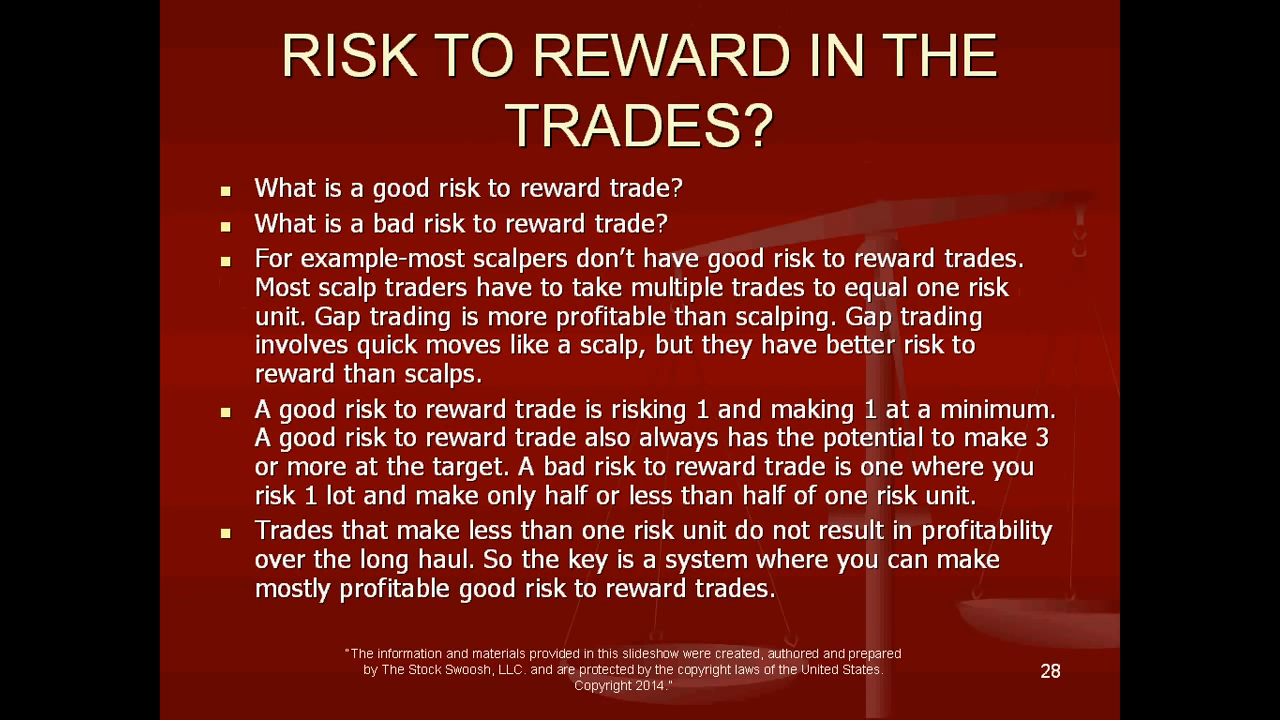 RISK TO REWARD IN THE
TRADES?
What is a good risk to reward trade?
What is a bad risk to reward trade?
For example-most scalpers don’t have good risk to reward trades.
Most scalp traders have to take multiple trades to equal one risk
unit. Gap trading is more profitable than scalping. Gap trading
involves quick moves like a scalp, but they have better risk to
reward than scalps.
A good risk to reward trade is risking 1 and making 1 at a minimum.
A good risk to reward trade also always has the potential to make 3
or more at the target. A bad risk to reward trade is one where you
risk 1 lot and make only half or less than half of one risk unit.
Trades that make less than one risk unit do not result in profitability
over the long haul. So the key is a system where you can make
mostly profitable good risk to reward trades.
"The information and materials provided in this slideshow were created, authored and prepared
by The Stock Swoosh, LLC. and are protected by the copyright laws of the United States.
Copyright 2014."
28